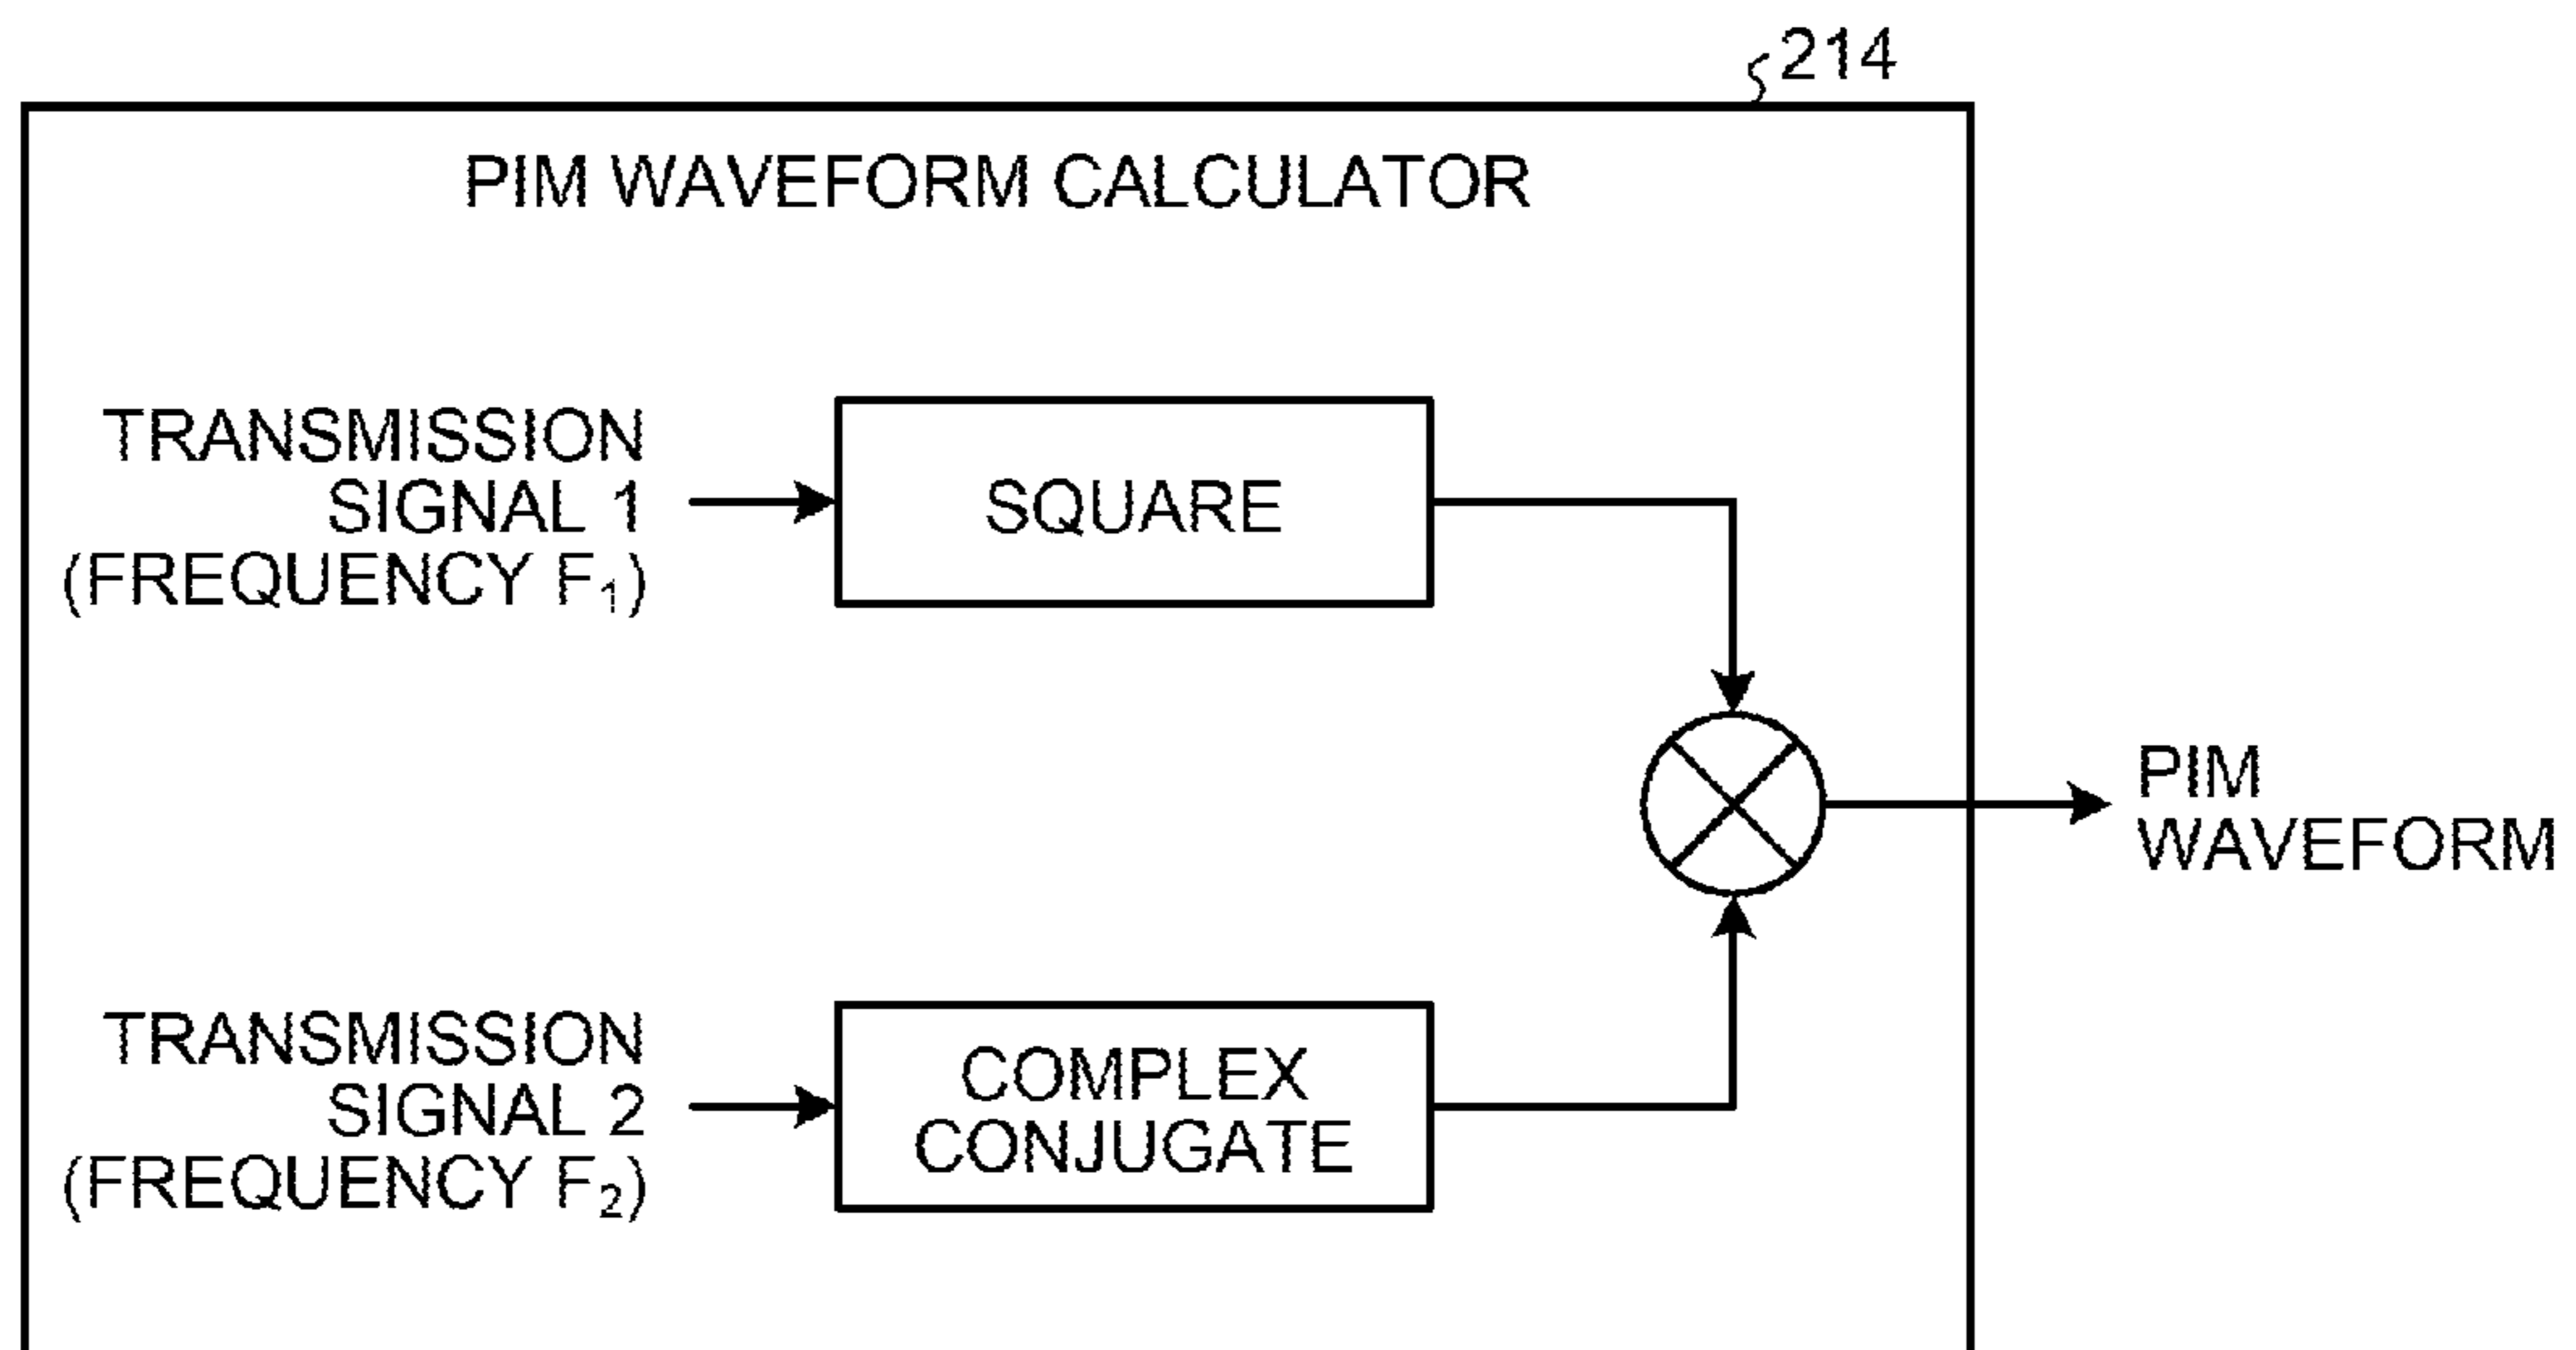 214
PIM WAVEFORM CALCULATOR
TRANSMISSION
SIGNAL 1
(FREQUENCY F₁)
SQUARE
PIM
WAVEFORM
TRANSMISSION
SIGNAL 2
(FREQUENCY F₂)
COMPLEX
CONJUGATE